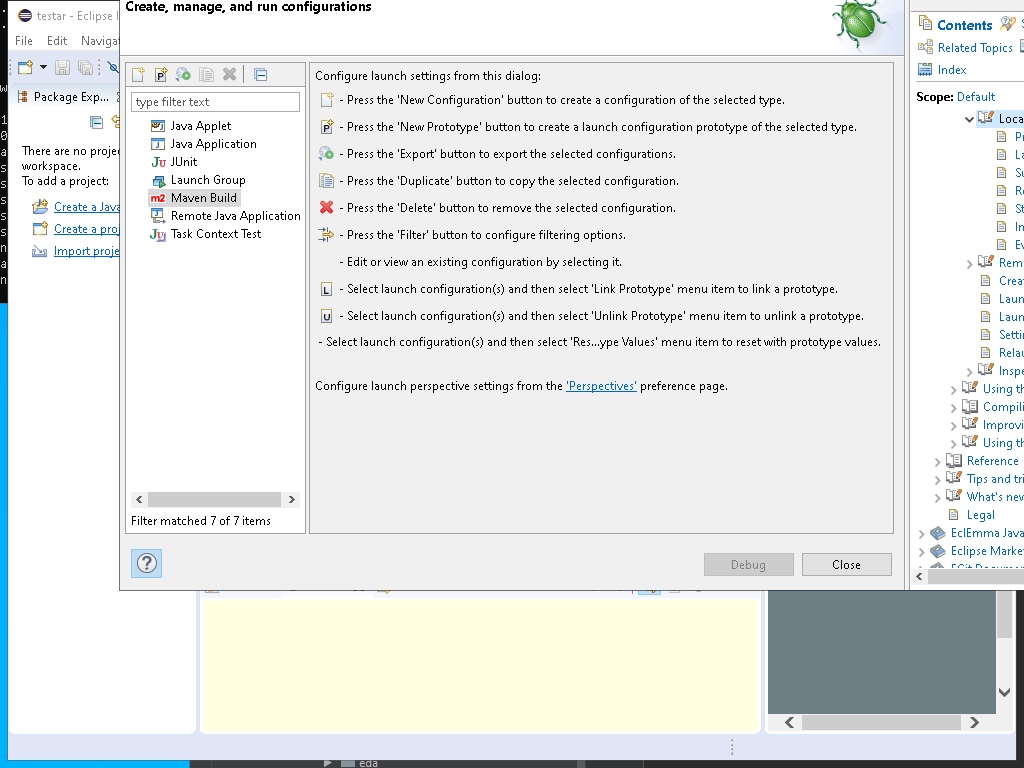 Create, manage, and run configurations
testar - Eclipse
File Edit Navigat
Package Exp...
There are no proje
workspace.
To add a project:
Create a Java
Create a proj
Import proje
type filter text
Java Applet
Java Application
JUnit
Launch Group
Maven Build
Remote Java Application
Task Context Test
Filter matched 7 of 7 items
Configure launch settings from this dialog:
- Press the 'New Configuration' button to create a configuration of the selected type.
- Press the 'New Prototype' button to create a launch configuration prototype of the selected type.
- Press the 'Export' button to export the selected configurations.
- Press the 'Duplicate' button to copy the selected configuration.
- Press the 'Delete' button to remove the selected configuration.
- Press the 'Filter' button to configure filtering options.
- Edit or view an existing configuration by selecting it.
- Select launch configuration(s) and then select 'Link Prototype' menu item to link a prototype.
- Select launch configuration(s) and then select 'Unlink Prototype' menu item to unlink a prototype.
- Select launch configuration(s) and then select 'Res...ype Values' menu item to reset with prototype values.
Configure launch perspective settings from the 'Perspectives' preference page.
Debug Close
Contents
Related Topics
Index
Scope: Default
Loca
Pr
La
Su
Re
St
In
Ev
Rem
Creat
Laun
Laun
Settin
Relau
Inspe
Using th
Compili
Improvi
Using th
Reference
Tips and tri
What's new
Legal
EclEmma Java
Eclipse Marke
eda